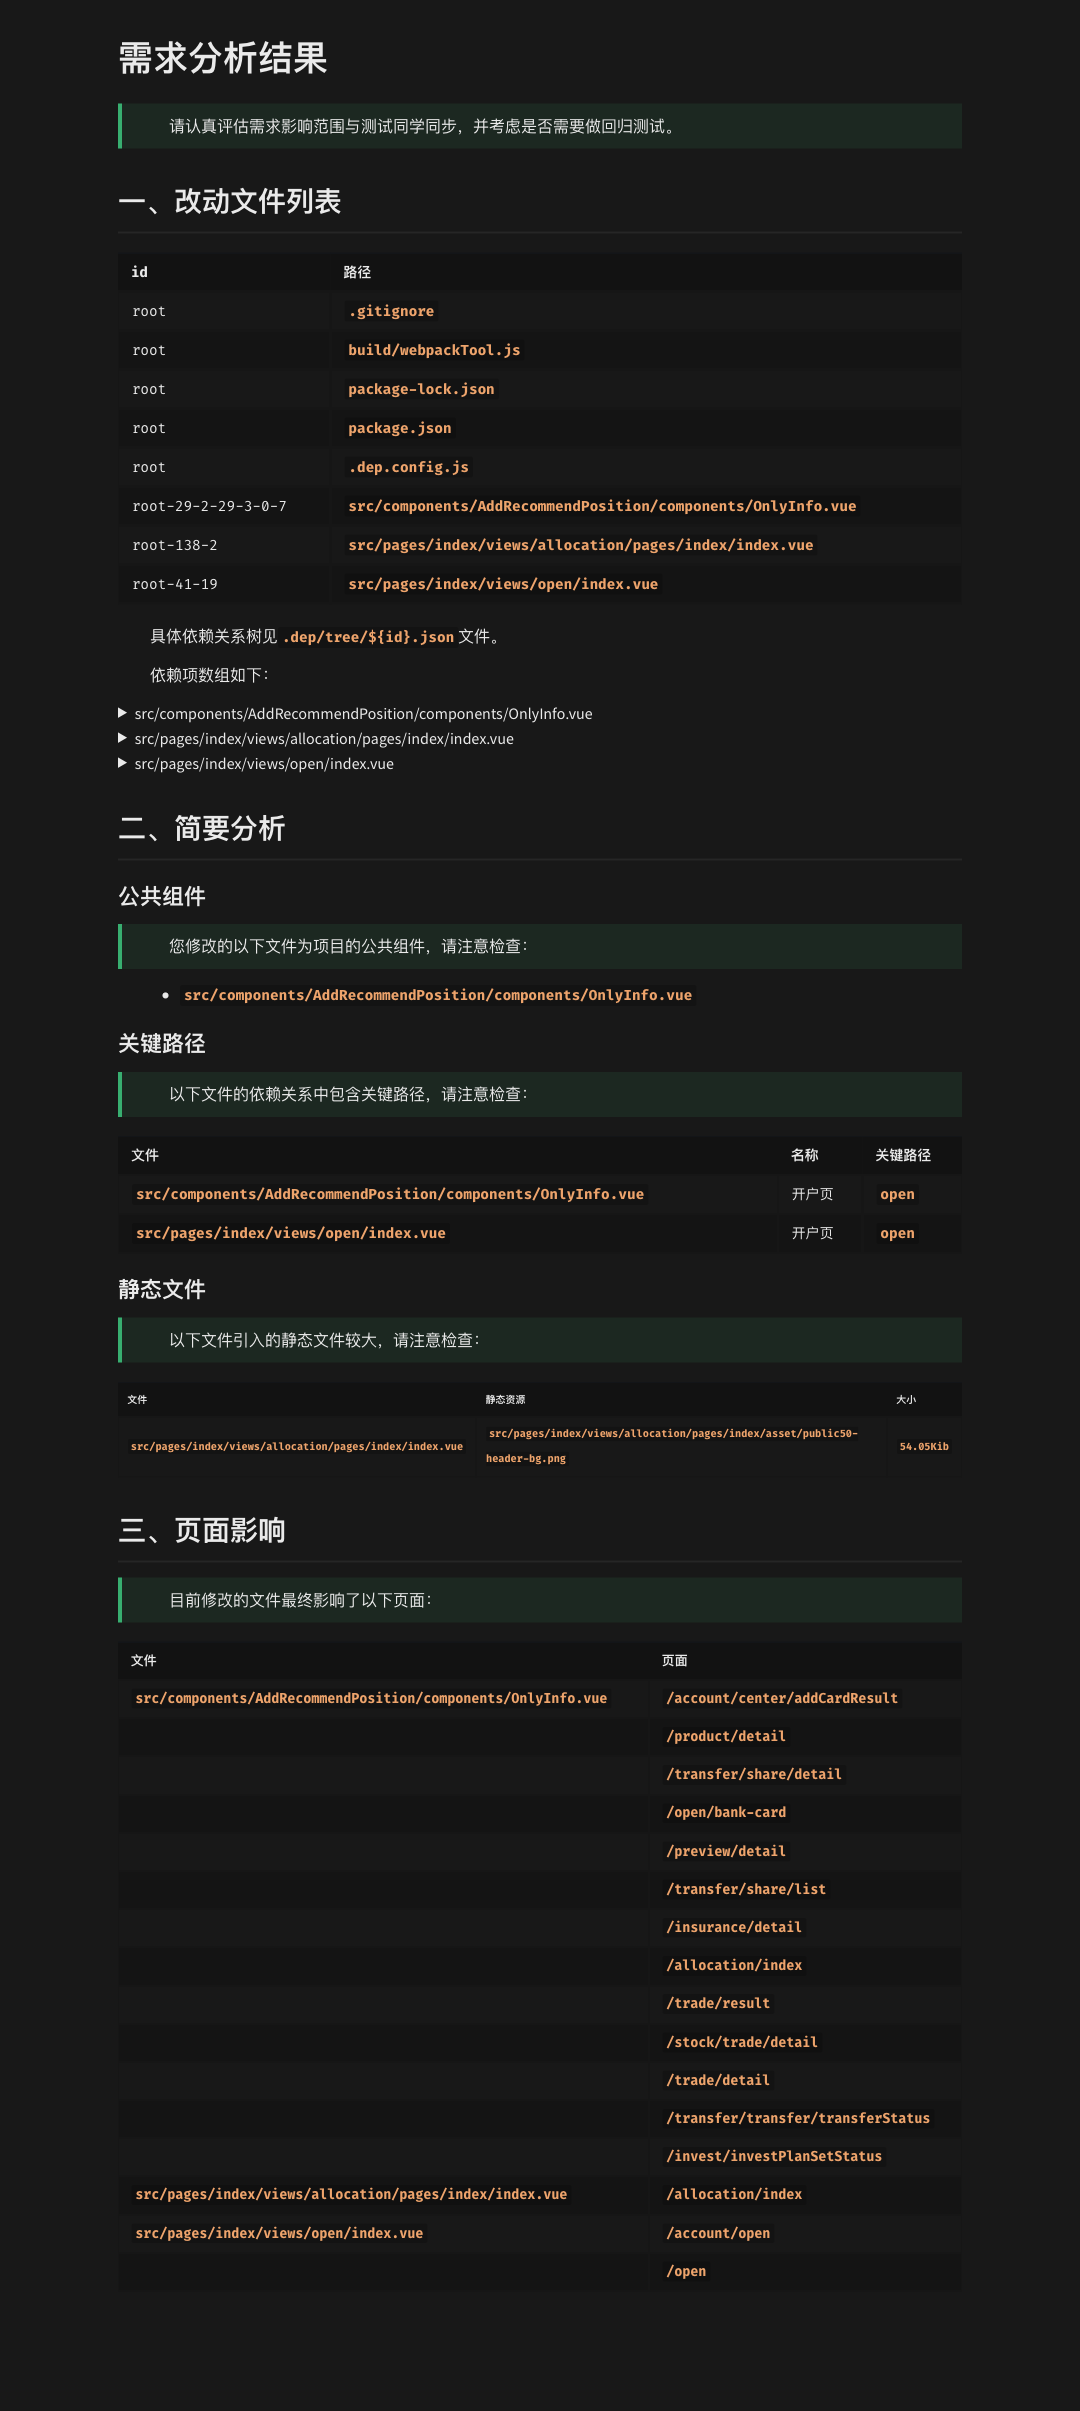 需求分析结果
请认真评估需求影响范围与测试同学同步，并考虑是否需要做回归测试。
一、改动文件列表
id 路径
root .gitignore
root build/webpackTool.js
root package-lock.json
root package.json
root .dep.config.js
root-29-2-29-3-0-7 src/components/AddRecommendPosition/components/OnlyInfo.vue
root-138-2 src/pages/index/views/allocation/pages/index/index.vue
root-41-19 src/pages/index/views/open/index.vue
具体依赖关系树见 .dep/tree/${id}.json 文件。
依赖项数组如下：
src/components/AddRecommendPosition/components/OnlyInfo.vue
src/pages/index/views/allocation/pages/index/index.vue
src/pages/index/views/open/index.vue
二、简要分析
公共组件
您修改的以下文件为项目的公共组件，请注意检查：
src/components/AddRecommendPosition/components/OnlyInfo.vue
关键路径
以下文件的依赖关系中包含关键路径，请注意检查：
文件 名称 关键路径
src/components/AddRecommendPosition/components/OnlyInfo.vue 开户页 open
src/pages/index/views/open/index.vue 开户页 open
静态文件
以下文件引入的静态文件较大，请注意检查：
文件 静态资源 大小
src/pages/index/views/allocation/pages/index/index.vue src/pages/index/views/allocation/pages/index/asset/public50-
header-bg.png 54.05Kib
三、页面影响
目前修改的文件最终影响了以下页面：
文件 页面
src/components/AddRecommendPosition/components/OnlyInfo.vue /account/center/addCardResult
/product/detail
/transfer/share/detail
/open/bank-card
/preview/detail
/transfer/share/list
/insurance/detail
/allocation/index
/trade/result
/stock/trade/detail
/trade/detail
/transfer/transfer/transferStatus
/invest/investPlanSetStatus
src/pages/index/views/allocation/pages/index/index.vue /allocation/index
src/pages/index/views/open/index.vue /account/open
/open